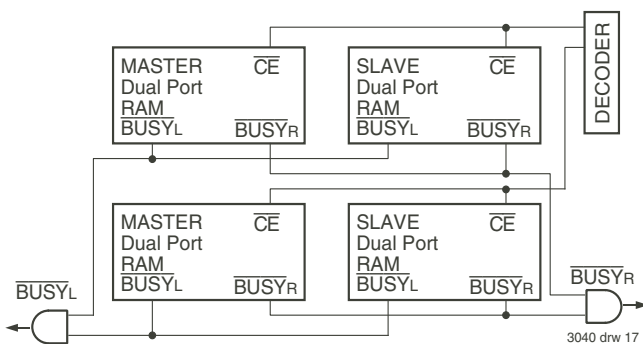 MASTER CE
Dual Port
RAM
BUSYL BUSYR
SLAVE CE
Dual Port
RAM
BUSYL BUSYR
DECODER
MASTER CE
Dual Port
RAM
BUSYL BUSYR
SLAVE CE
Dual Port
RAM
BUSYL BUSYR
BUSYL
BUSYR
3040 drw 17